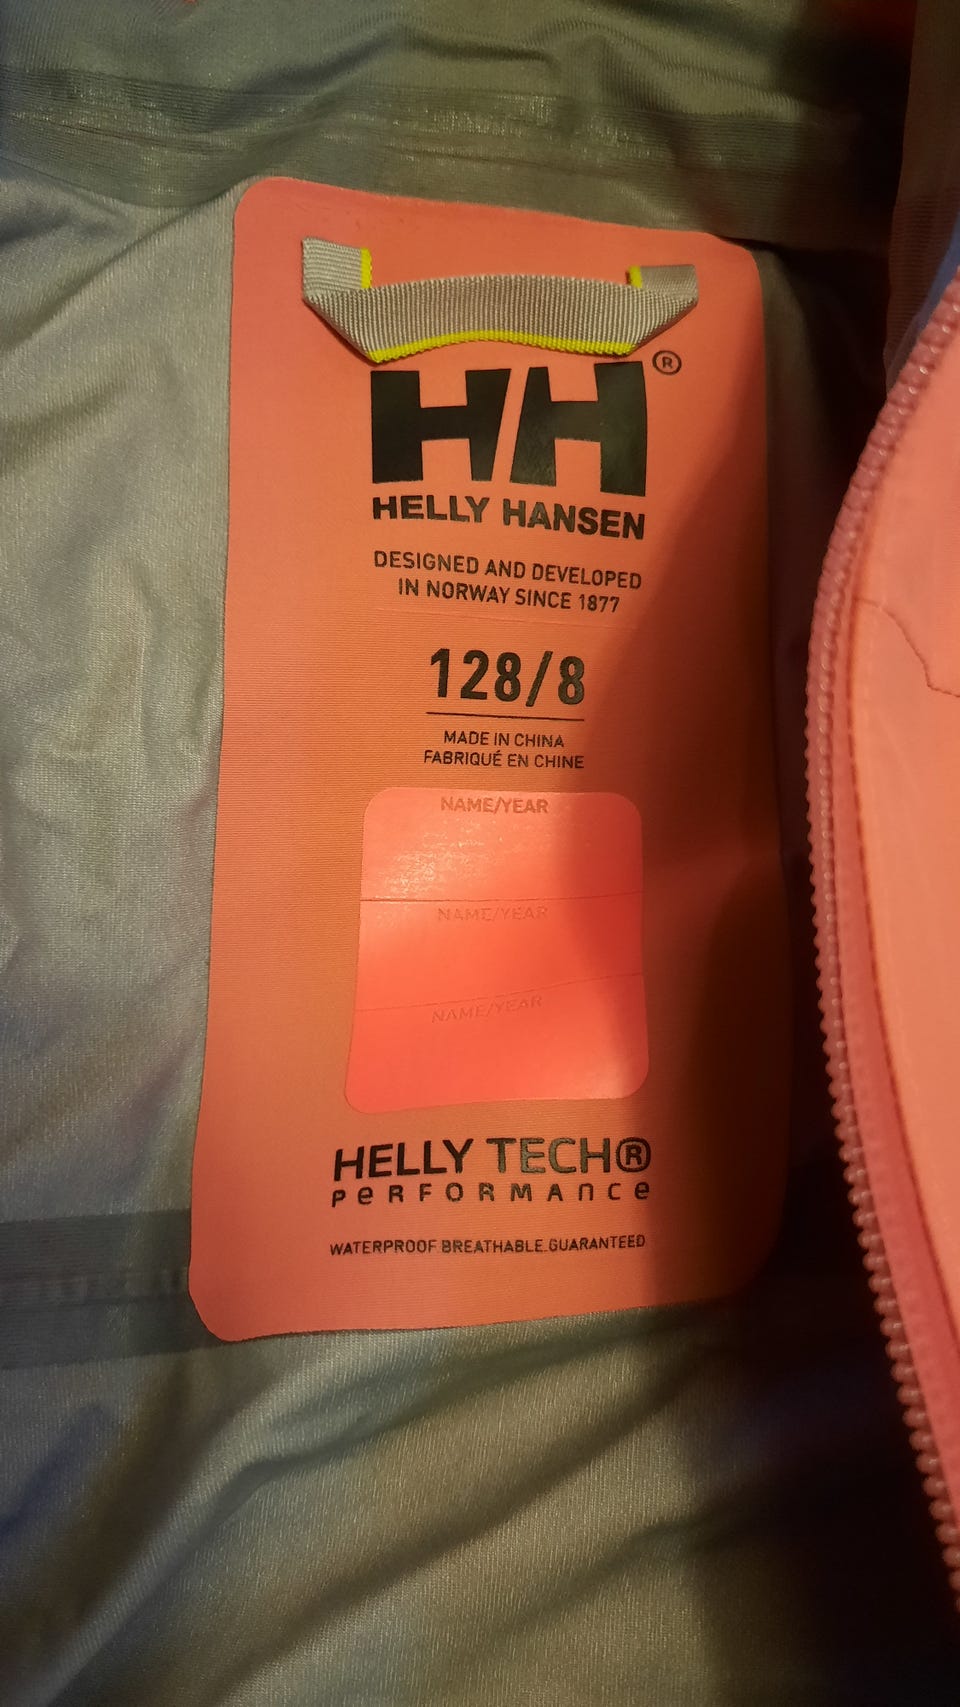 HH®
HELLY HANSEN
DESIGNED AND DEVELOPED
IN NORWAY SINCE 1877
128/8
MADE IN CHINA
FABRIQUÉ EN CHINE
NAME/YEAR
NAME/YEAR
NAME/YEAR
HELLY TECH®
PERFORMANCE
WATERPROOF.BREATHABLE.GUARANTEED